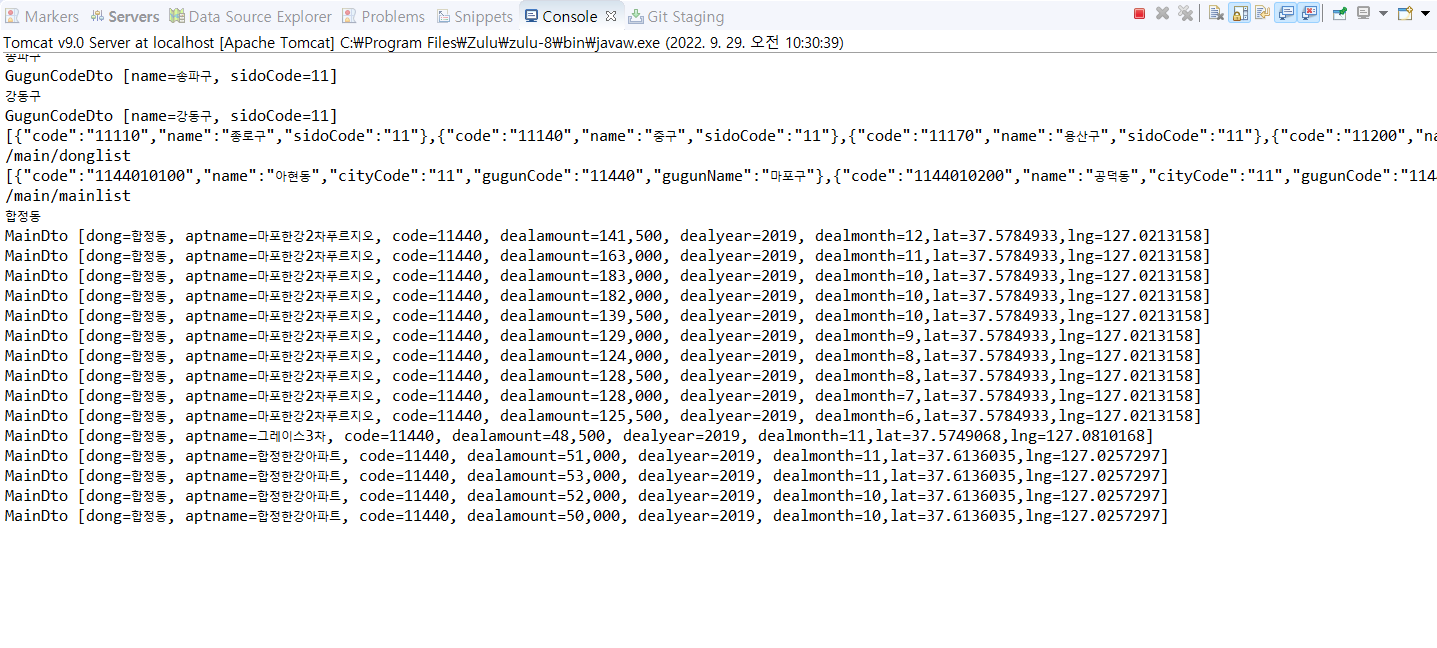 Markers Servers Data Source Explorer Problems Snippets Console Git Staging
Tomcat v9.0 Server at localhost [Apache Tomcat] C:₩Program Files₩Zulu₩zulu-8₩bin₩javaw.exe (2022. 9. 29. 오전 10:30:39)
송파구
GugunCodeDto [name=송파구, sidoCode=11]
강동구
GugunCodeDto [name=강동구, sidoCode=11]
[{"code":"11110","name":"종로구","sidoCode":"11"},{"code":"11140","name":"중구","sidoCode":"11"},{"code":"11170","name":"용산구","sidoCode":"11"},{"code":"11200","na
/main/donglist
[{"code":"1144010100","name":"아현동","cityCode":"11","gugunCode":"11440","gugunName":"마포구"},{"code":"1144010200","name":"공덕동","cityCode":"11","gugunCode":"114
/main/mainlist
합정동
MainDto [dong=합정동, aptname=마포한강2차푸르지오, code=11440, dealamount=141,500, dealyear=2019, dealmonth=12,lat=37.5784933,lng=127.0213158]
MainDto [dong=합정동, aptname=마포한강2차푸르지오, code=11440, dealamount=163,000, dealyear=2019, dealmonth=11,lat=37.5784933,lng=127.0213158]
MainDto [dong=합정동, aptname=마포한강2차푸르지오, code=11440, dealamount=183,000, dealyear=2019, dealmonth=10,lat=37.5784933,lng=127.0213158]
MainDto [dong=합정동, aptname=마포한강2차푸르지오, code=11440, dealamount=182,000, dealyear=2019, dealmonth=10,lat=37.5784933,lng=127.0213158]
MainDto [dong=합정동, aptname=마포한강2차푸르지오, code=11440, dealamount=139,500, dealyear=2019, dealmonth=10,lat=37.5784933,lng=127.0213158]
MainDto [dong=합정동, aptname=마포한강2차푸르지오, code=11440, dealamount=129,000, dealyear=2019, dealmonth=9,lat=37.5784933,lng=127.0213158]
MainDto [dong=합정동, aptname=마포한강2차푸르지오, code=11440, dealamount=124,000, dealyear=2019, dealmonth=8,lat=37.5784933,lng=127.0213158]
MainDto [dong=합정동, aptname=마포한강2차푸르지오, code=11440, dealamount=128,500, dealyear=2019, dealmonth=8,lat=37.5784933,lng=127.0213158]
MainDto [dong=합정동, aptname=마포한강2차푸르지오, code=11440, dealamount=128,000, dealyear=2019, dealmonth=7,lat=37.5784933,lng=127.0213158]
MainDto [dong=합정동, aptname=마포한강2차푸르지오, code=11440, dealamount=125,500, dealyear=2019, dealmonth=6,lat=37.5784933,lng=127.0213158]
MainDto [dong=합정동, aptname=그레이스3차, code=11440, dealamount=48,500, dealyear=2019, dealmonth=11,lat=37.5749068,lng=127.0810168]
MainDto [dong=합정동, aptname=합정한강아파트, code=11440, dealamount=51,000, dealyear=2019, dealmonth=11,lat=37.6136035,lng=127.0257297]
MainDto [dong=합정동, aptname=합정한강아파트, code=11440, dealamount=53,000, dealyear=2019, dealmonth=11,lat=37.6136035,lng=127.0257297]
MainDto [dong=합정동, aptname=합정한강아파트, code=11440, dealamount=52,000, dealyear=2019, dealmonth=10,lat=37.6136035,lng=127.0257297]
MainDto [dong=합정동, aptname=합정한강아파트, code=11440, dealamount=50,000, dealyear=2019, dealmonth=10,lat=37.6136035,lng=127.0257297]